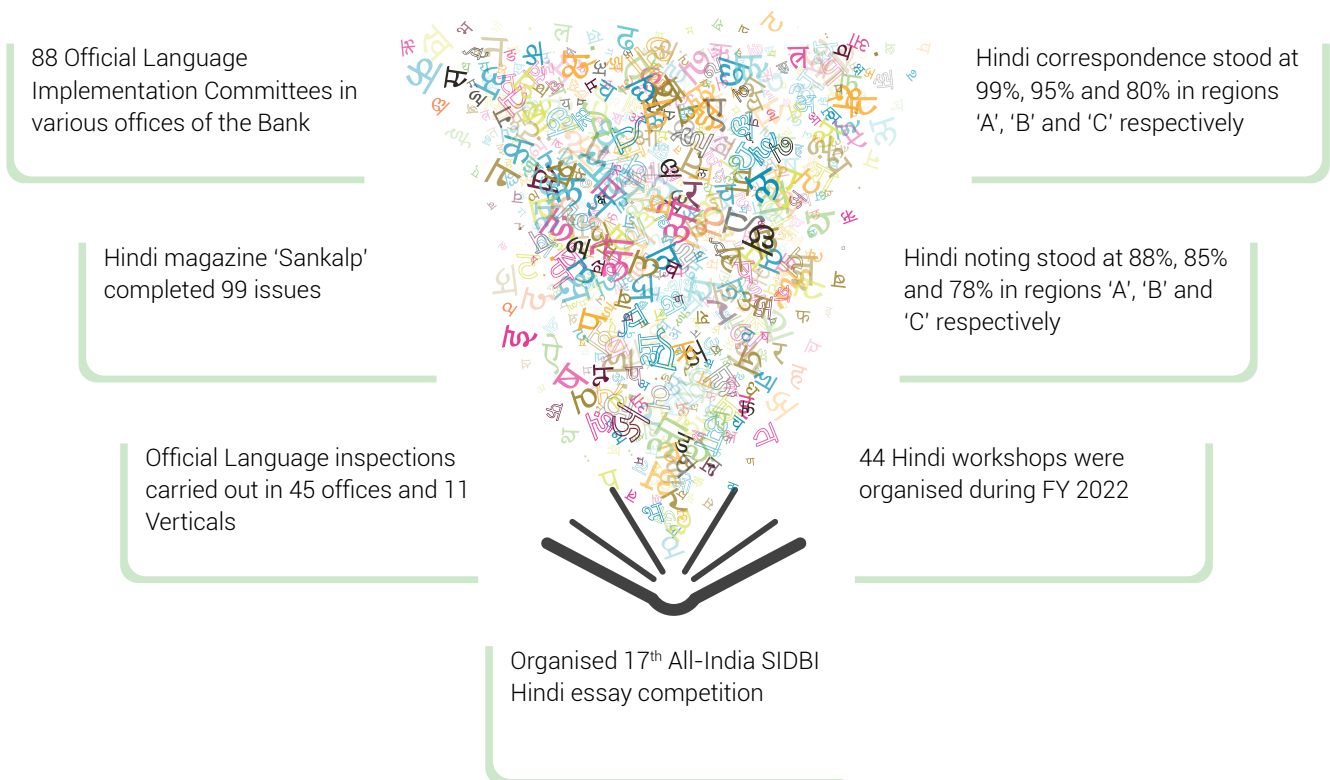 88 Official Language
Implementation Committees in
various offices of the Bank
Hindi correspondence stood at
99%, 95% and 80% in regions
‘A’, ‘B’ and ‘C’ respectively
Hindi magazine ‘Sankalp’
completed 99 issues
Hindi noting stood at 88%, 85%
and 78% in regions ‘A’, ‘B’ and
‘C’ respectively
Official Language inspections
carried out in 45 offices and 11
Verticals
44 Hindi workshops were
organised during FY 2022
Organised 17th All-India SIDBI
Hindi essay competition